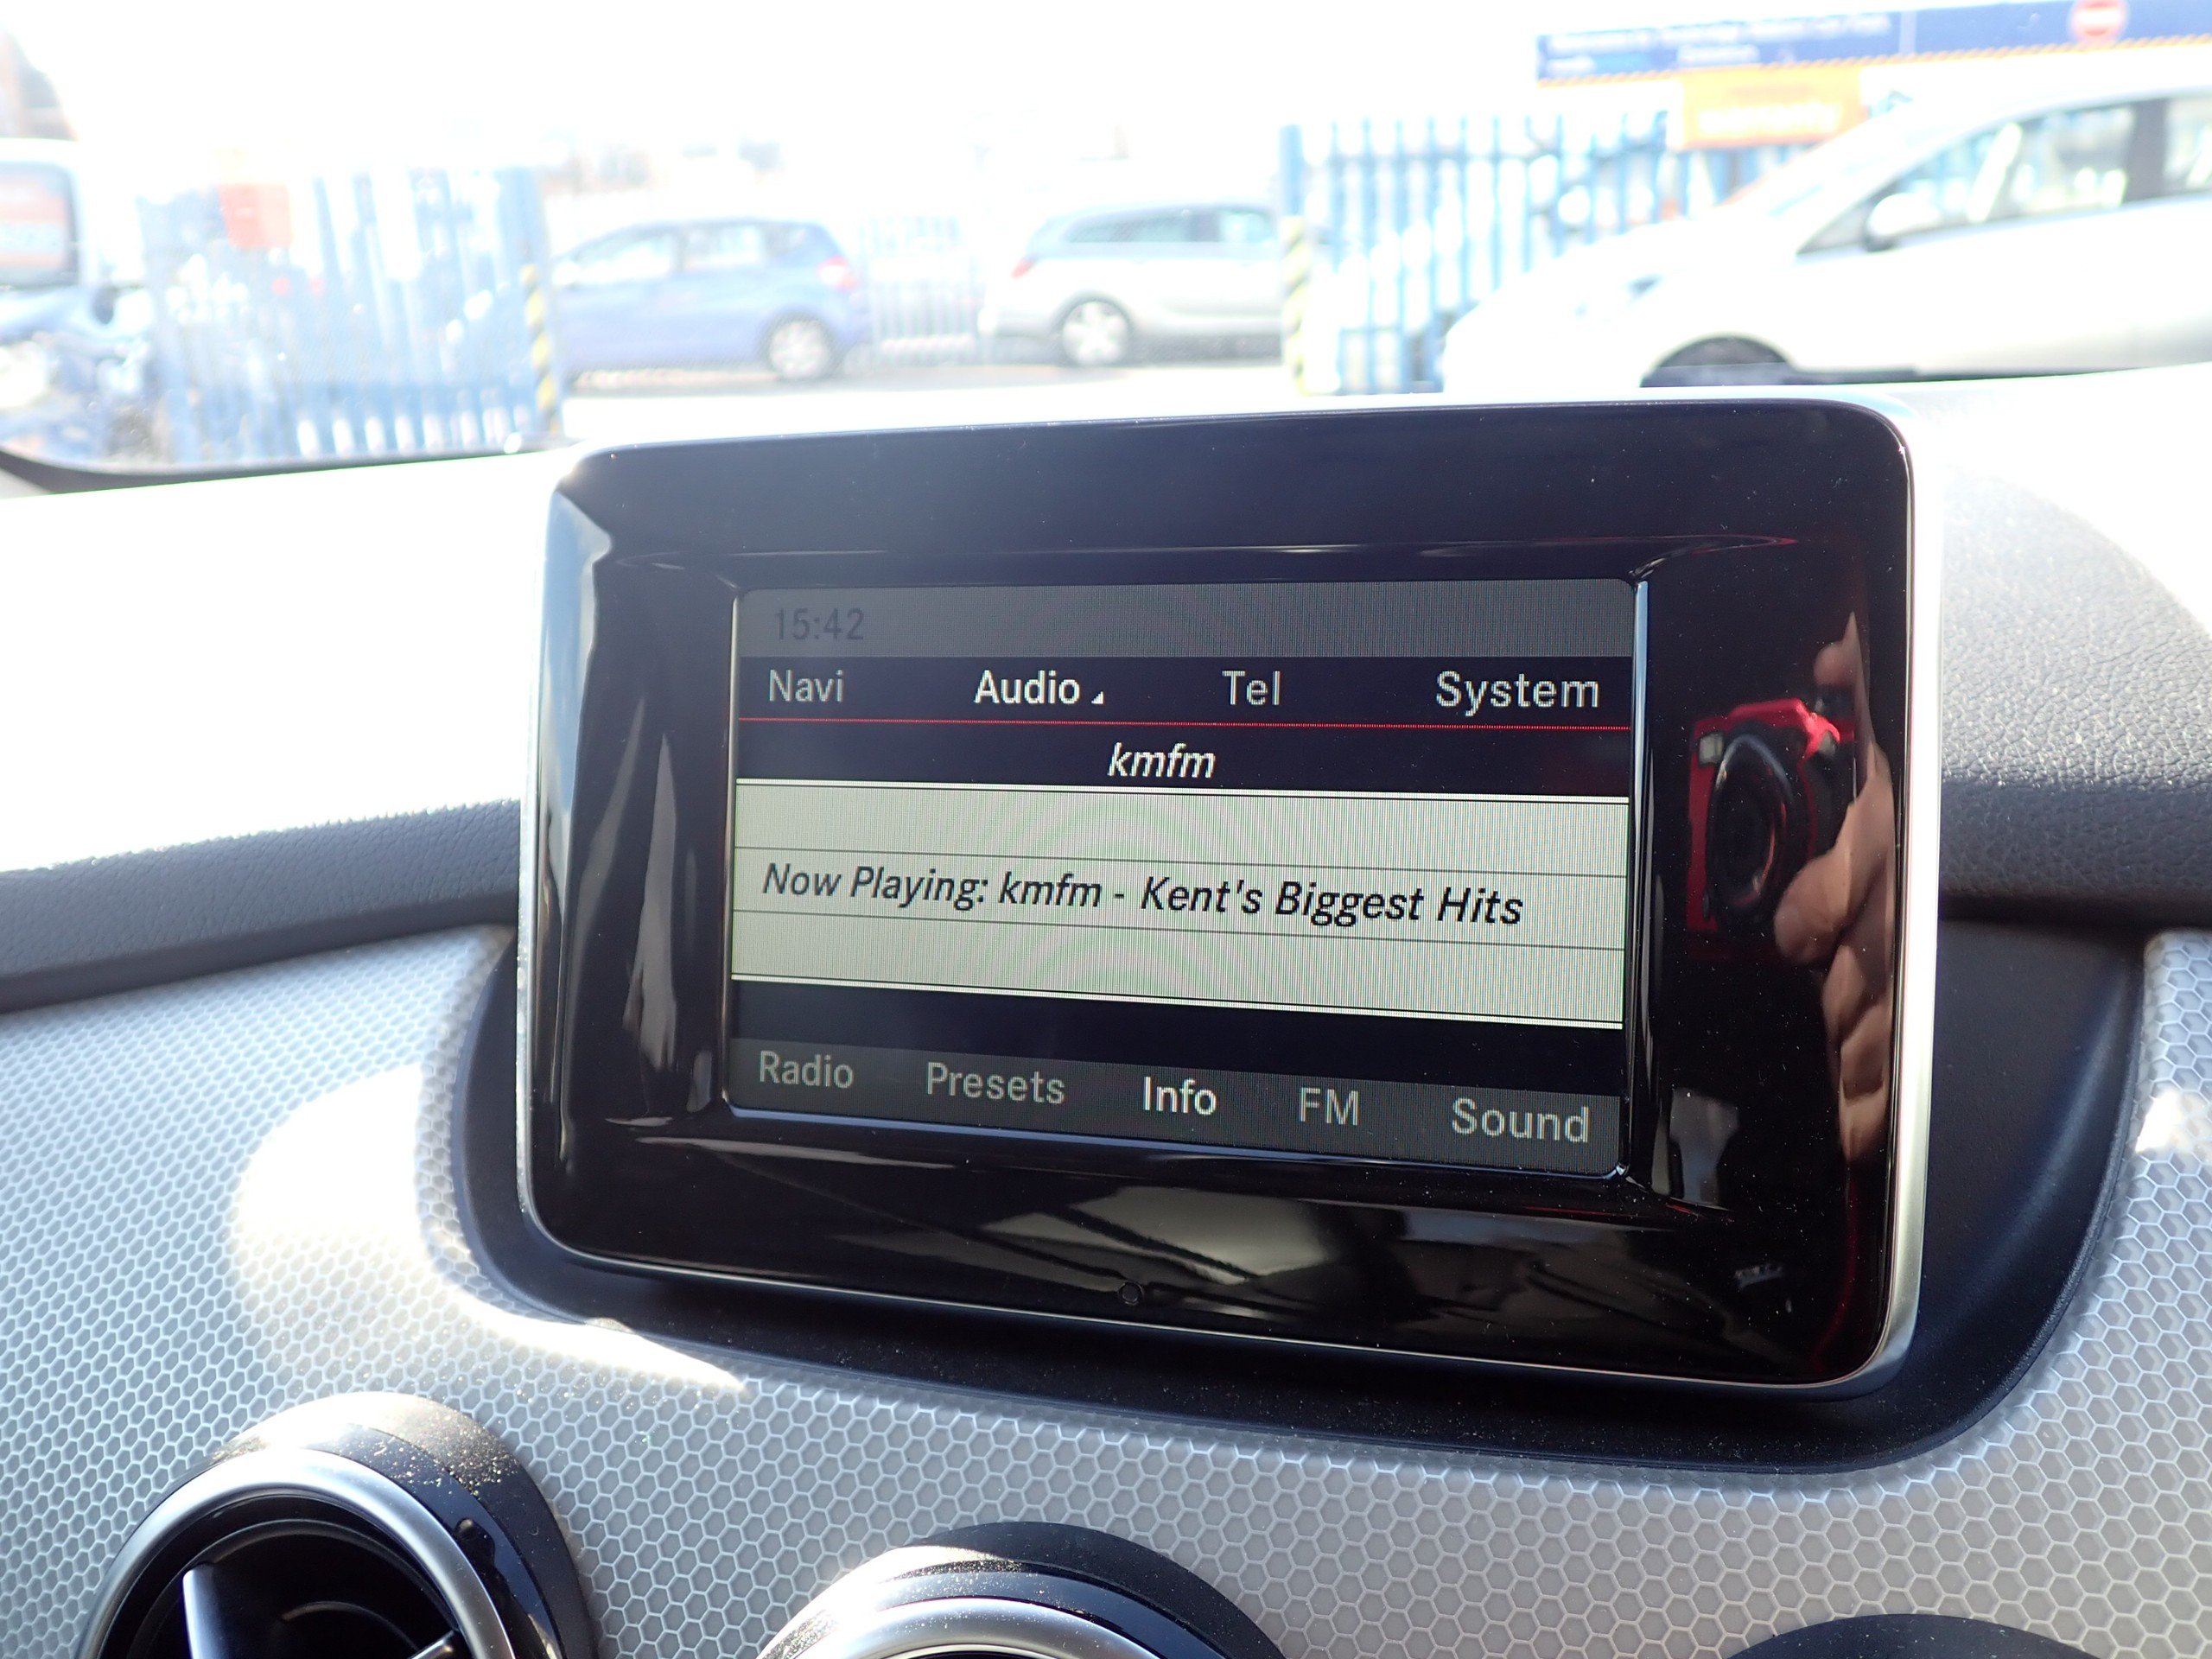 15:42
Navi Audio Tel System
kmfm
Now Playing: kmfm - Kent's Biggest Hits
Radio Presets Info FM Sound